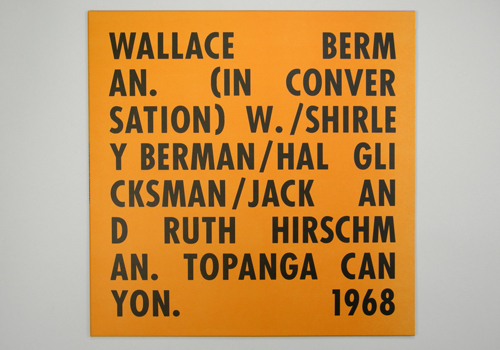 WALLACE BERM
AN. (IN CONVER
SATION) W./SHIRLE
Y BERMAN/HAL GLI
CKSMAN/JACK AN
D RUTH HIRSCHM
AN. TOPANGA CAN
YON. 1968